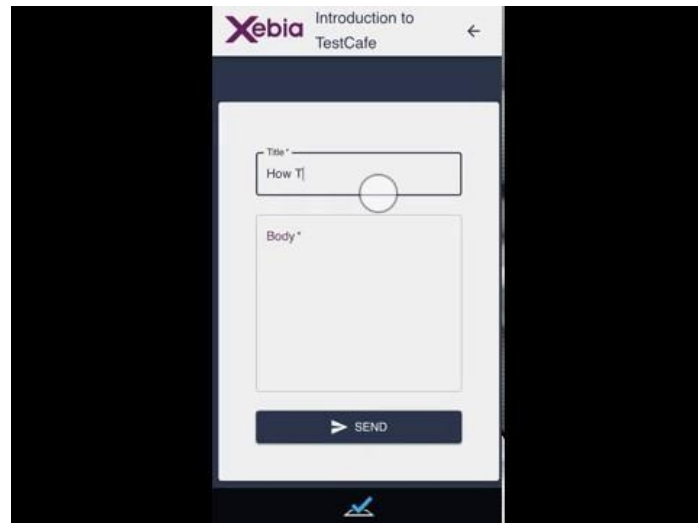 Xebia
Introduction to
TestCafe
Title *
How T
Body *
SEND